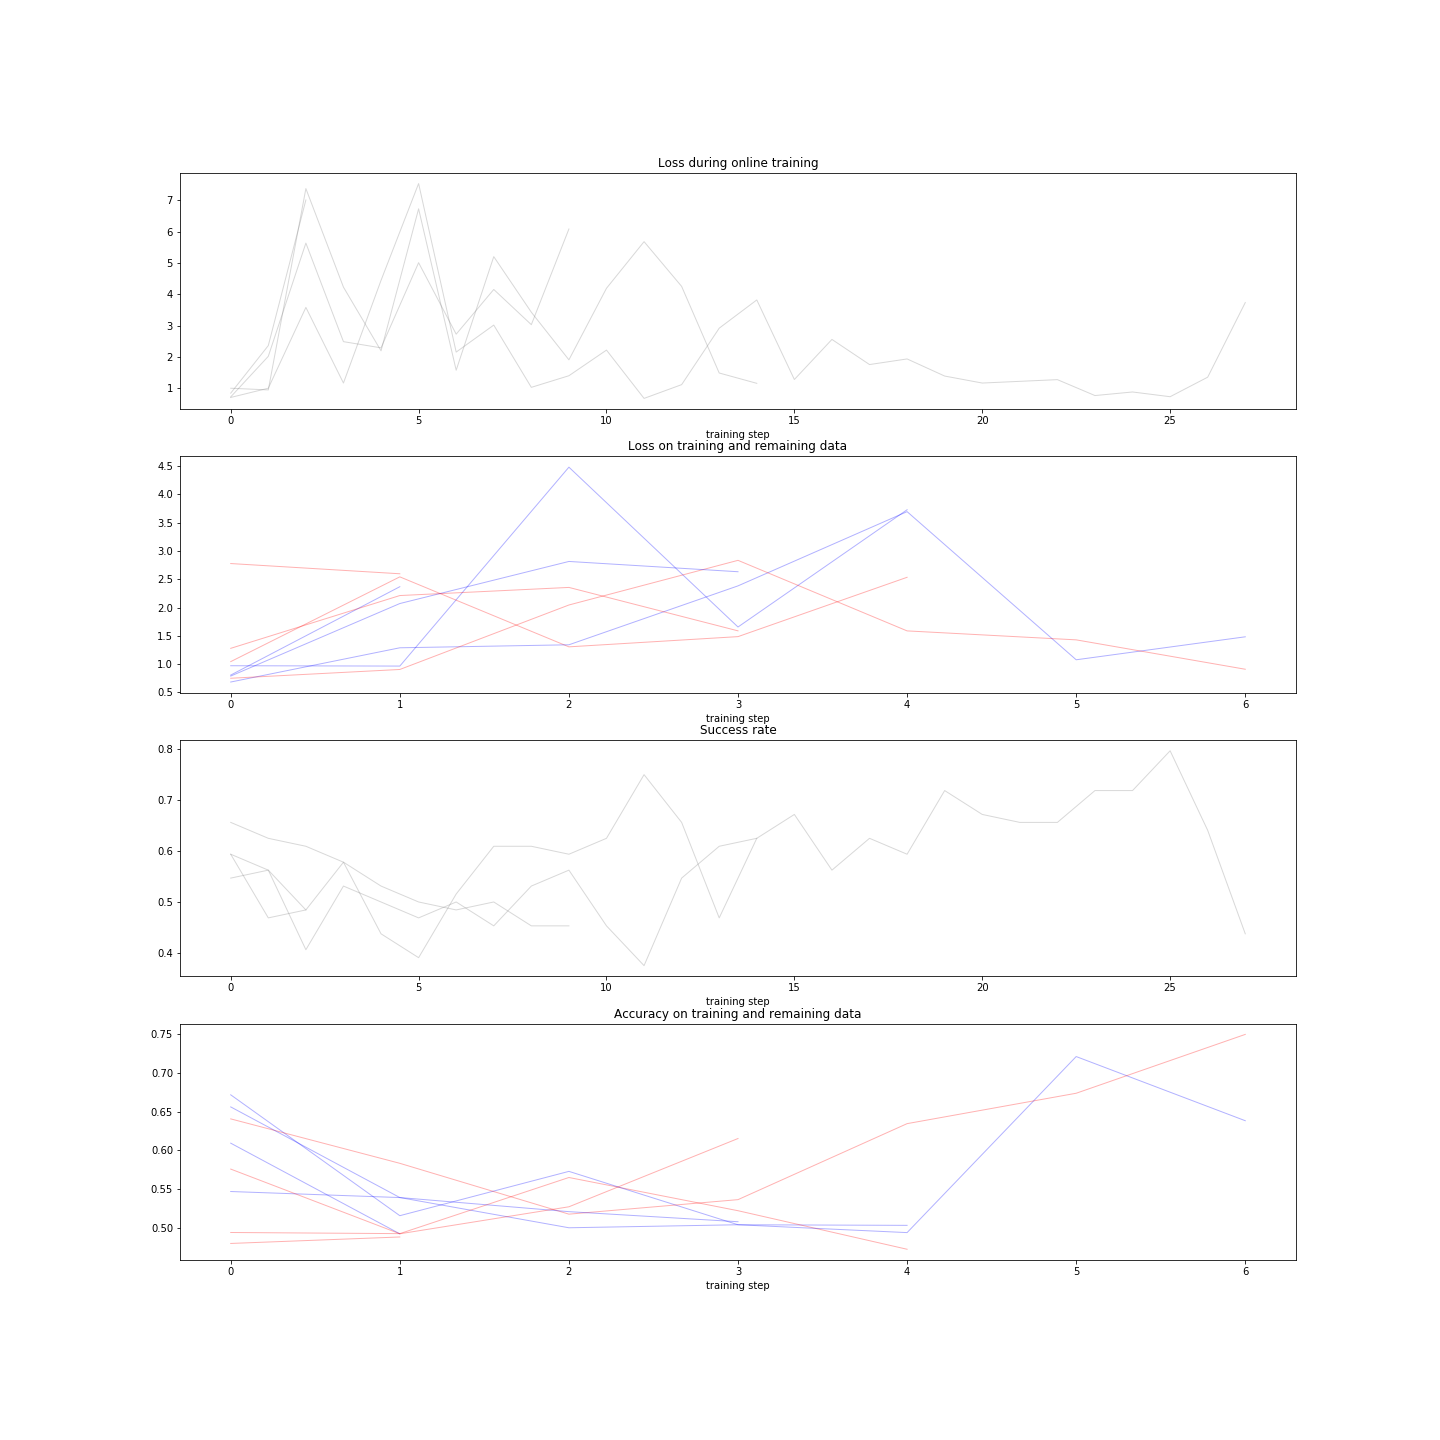 Loss during online training
7
6
5
4
3
2
1
0 5 10 15 20 25
training step
Loss on training and remaining data
4.5
4.0
3.5
3.0
2.5
2.0
1.5
1.0
0.5
0 1 2 3 4 5 6
training step
Success rate
0.8
0.7
0.6
0.5
0.4
0 5 10 15 20 25
training step
Accuracy on training and remaining data
0.75
0.70
0.65
0.60
0.55
0.50
0 1 2 3 4 5 6
training step